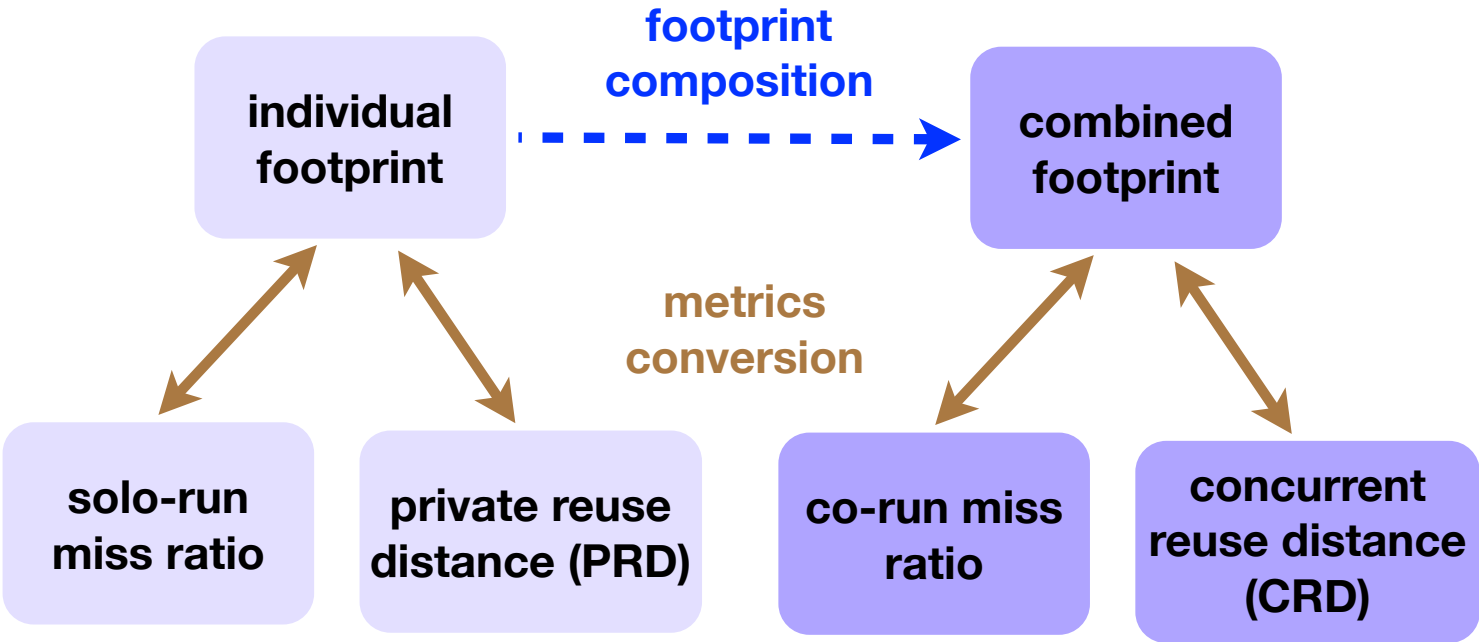 footprint
composition
individual
footprint
combined
footprint
metrics
conversion
solo-run
miss ratio
private reuse
distance (PRD)
co-run miss
ratio
concurrent
reuse distance
(CRD)